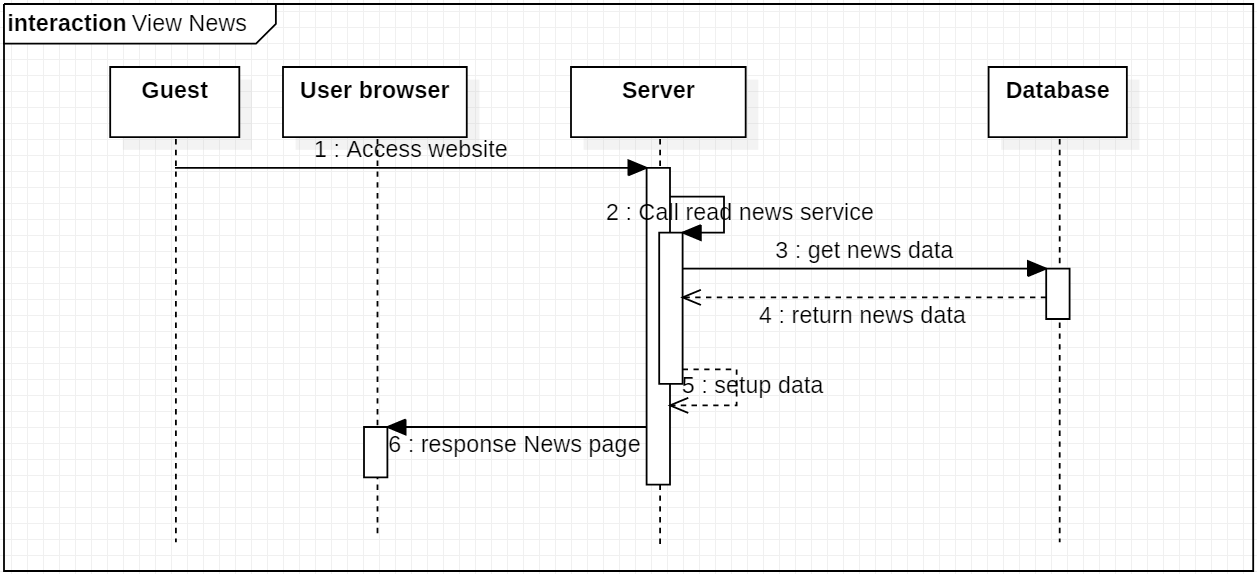 interaction View News
Guest
User browser
Server
Database
1 : Access website
2 : Call read news service
3 : get news data
4 : return news data
5 : setup data
6 : response News page